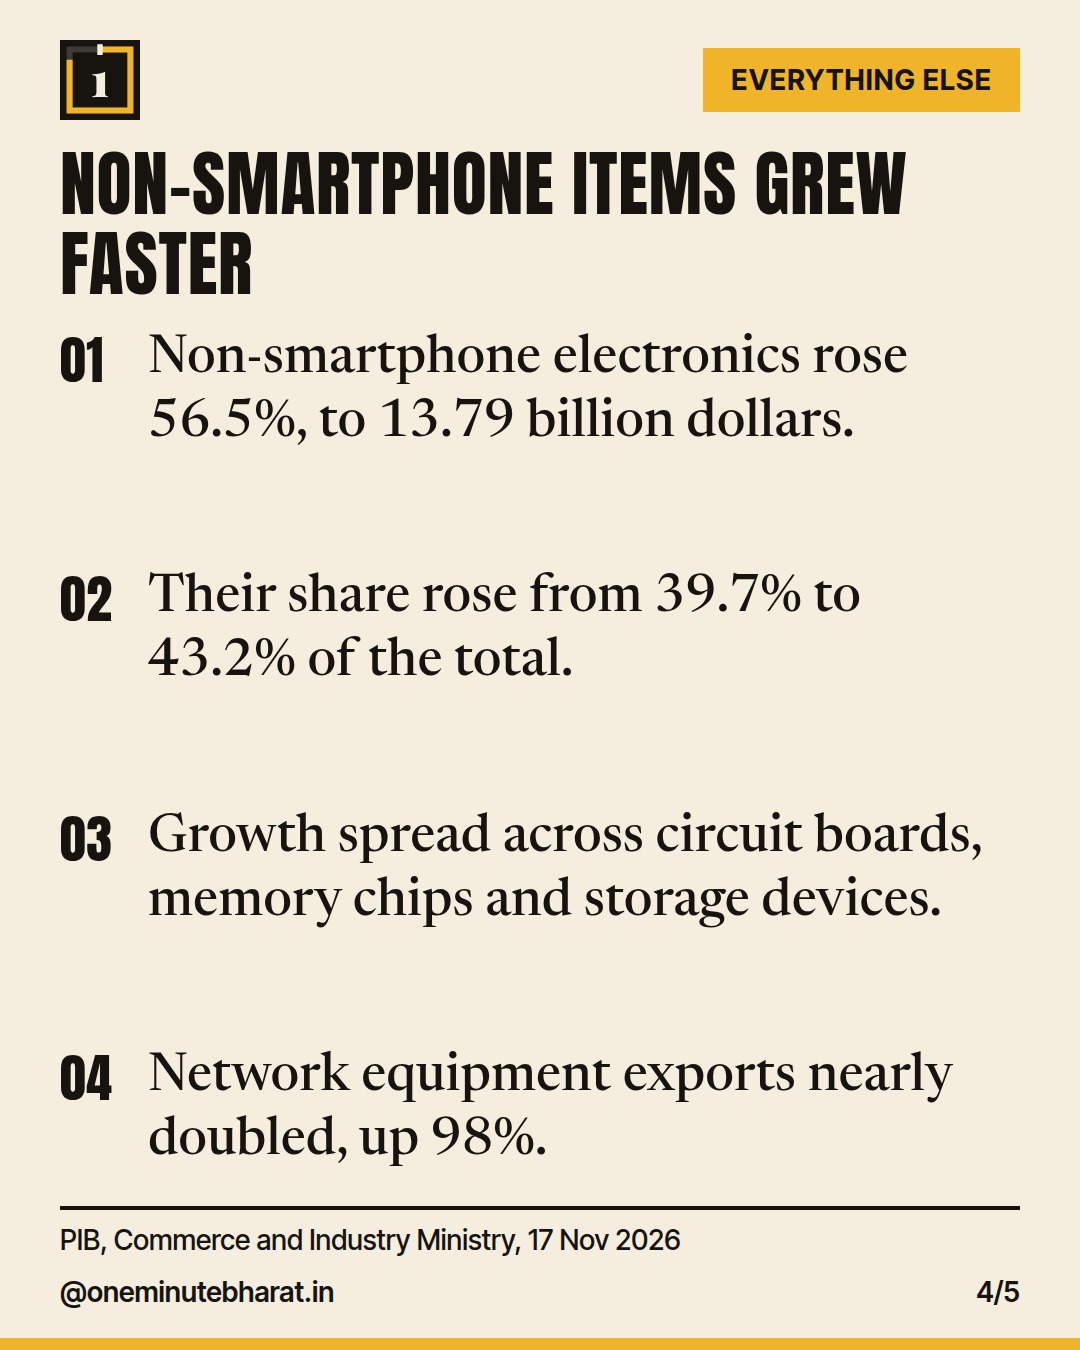 1
EVERYTHING ELSE
NON-SMARTPHONE ITEMS GREW
FASTER
01 Non-smartphone electronics rose
56.5%, to 13.79 billion dollars.
02 Their share rose from 39.7% to
43.2% of the total.
03 Growth spread across circuit boards,
memory chips and storage devices.
04 Network equipment exports nearly
doubled, up 98%.
PIB, Commerce and Industry Ministry, 17 Nov 2026
@oneminutebharat.in
4/5